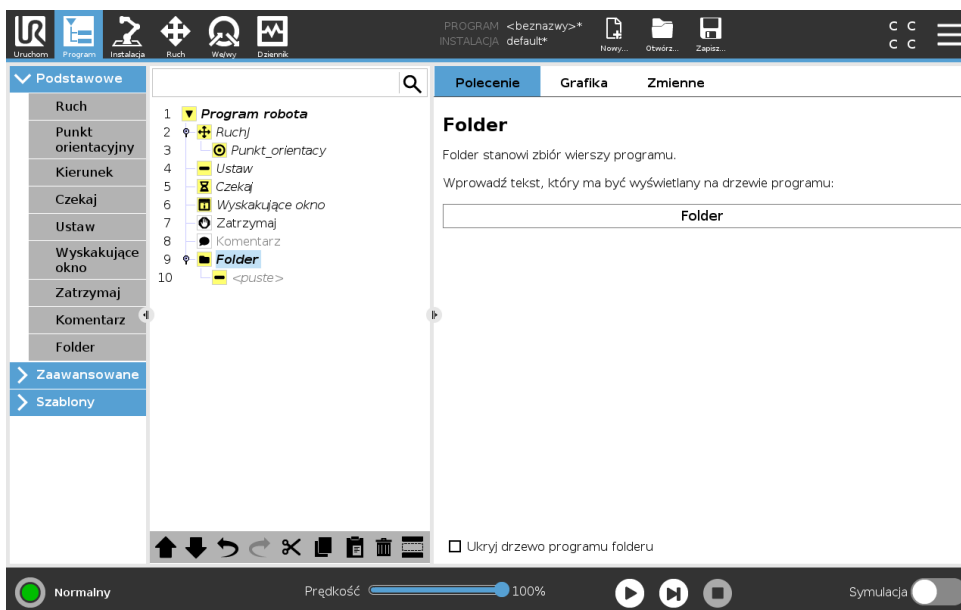 UR
Uruchom
Program
Instalacja
Ruch
We/wy
Dziennik
PROGRAM <beznazwy>*
INSTALACJA default*
Nowy...
Otwórz...
Zapisz...
C C
C C
Podstawowe
Ruch
Punkt
orientacyjny
Kierunek
Czekaj
Ustaw
Wyskakujące
okno
Zatrzymaj
Komentarz
Folder
Zaawansowane
Szablony
1 Program robota
2 RuchJ
3 Punkt_orientacy
4 Ustaw
5 Czekaj
6 Wyskakujące okno
7 Zatrzymaj
8 Komentarz
9 Folder
10 <puste>
Polecenie
Grafika
Zmienne
Folder
Folder stanowi zbiór wierszy programu.
Wprowadź tekst, który ma być wyświetlany na drzewie programu:
Folder
Ukryj drzewo programu folderu
Normalny
Prędkość
100%
Symulacja